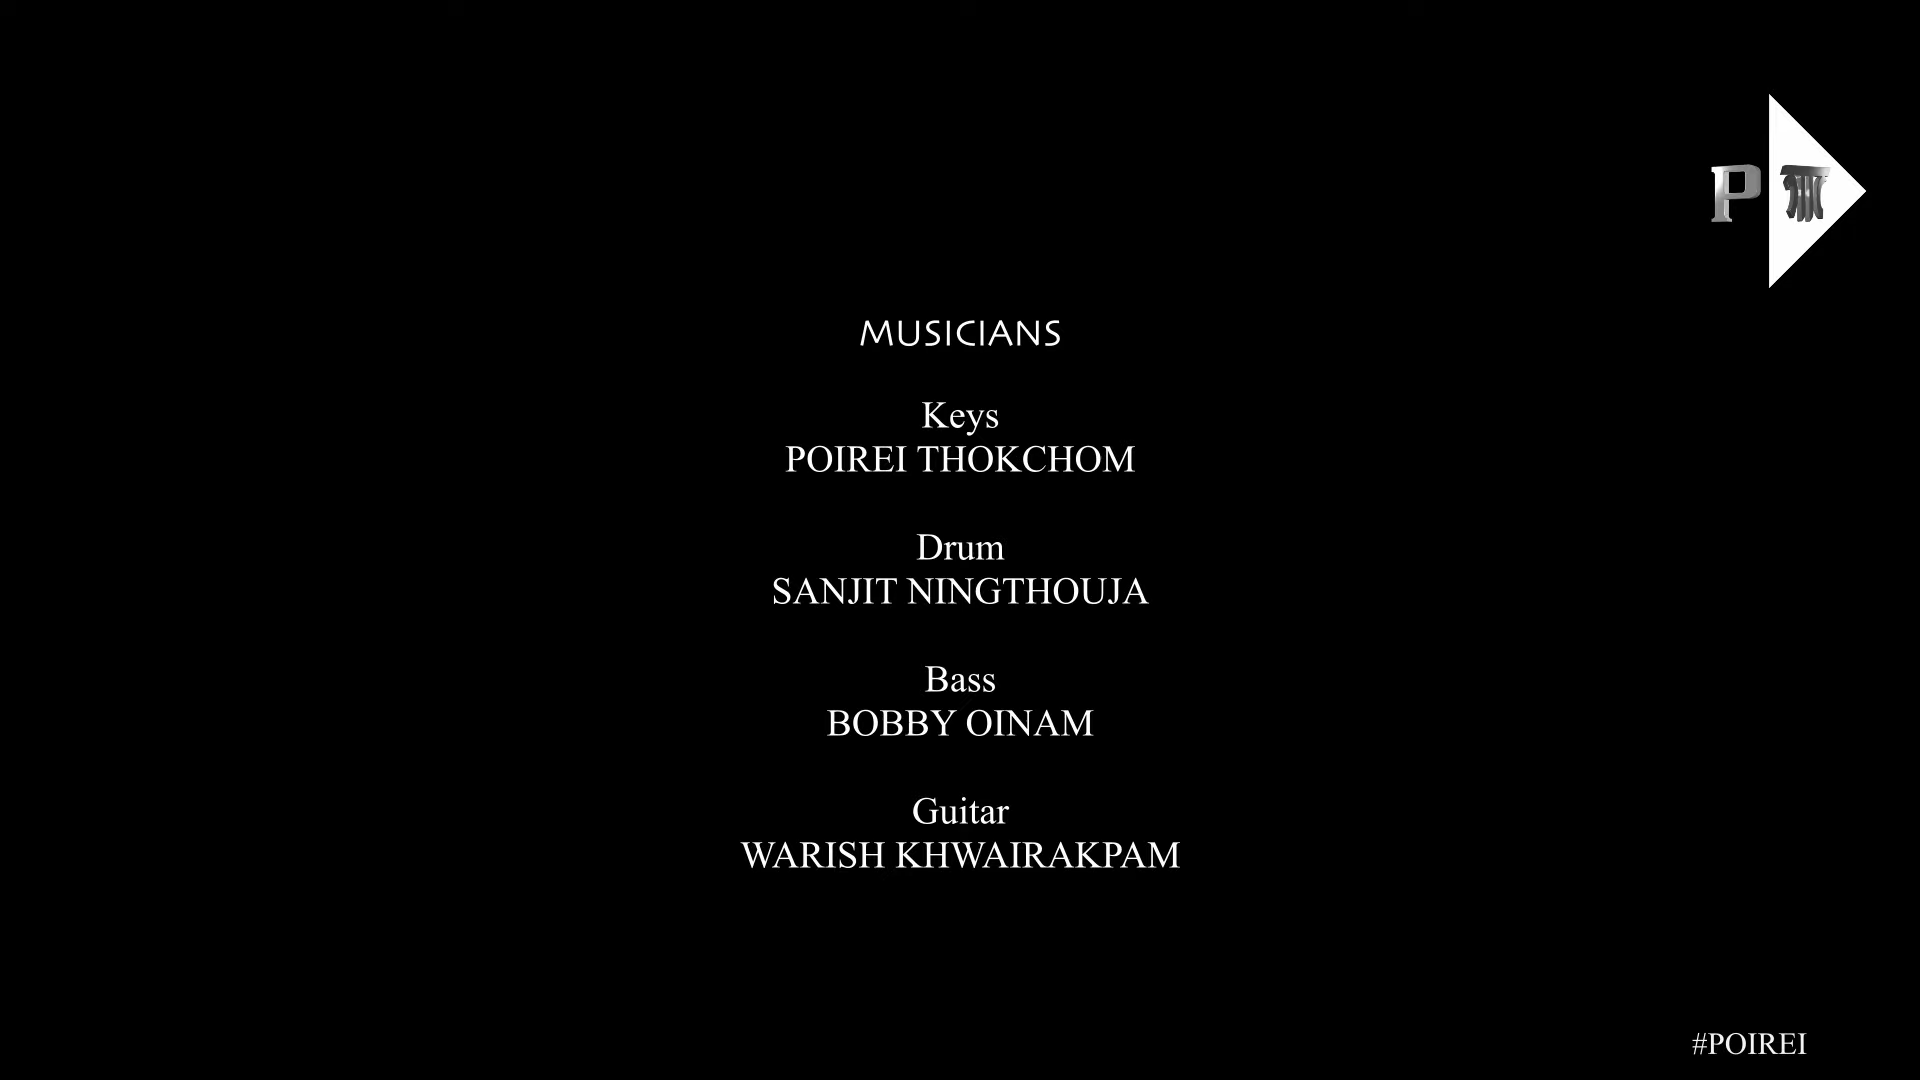 P
MUSICIANS
Keys
POIREI THOKCHOM
Drum
SANJIT NINGTHOUJA
Bass
BOBBY OINAM
Guitar
WARISH KHWAIRAKPAM
#POIREI